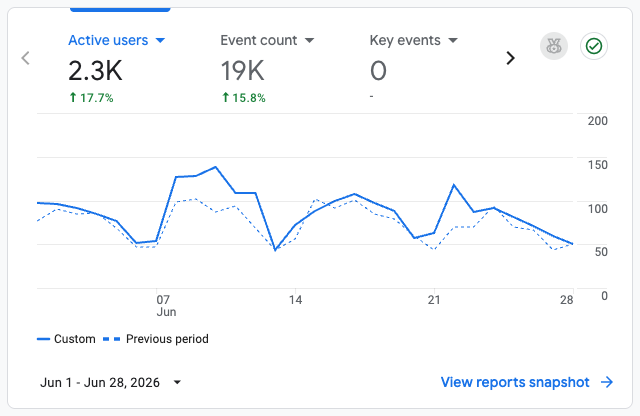 Active users Event count Key events
2.3K 19K 0
↑ 17.7% ↑ 15.8% -
200
150
100
50
0
07 14 21 28
Jun
Custom Previous period
Jun 1 - Jun 28, 2026 View reports snapshot →